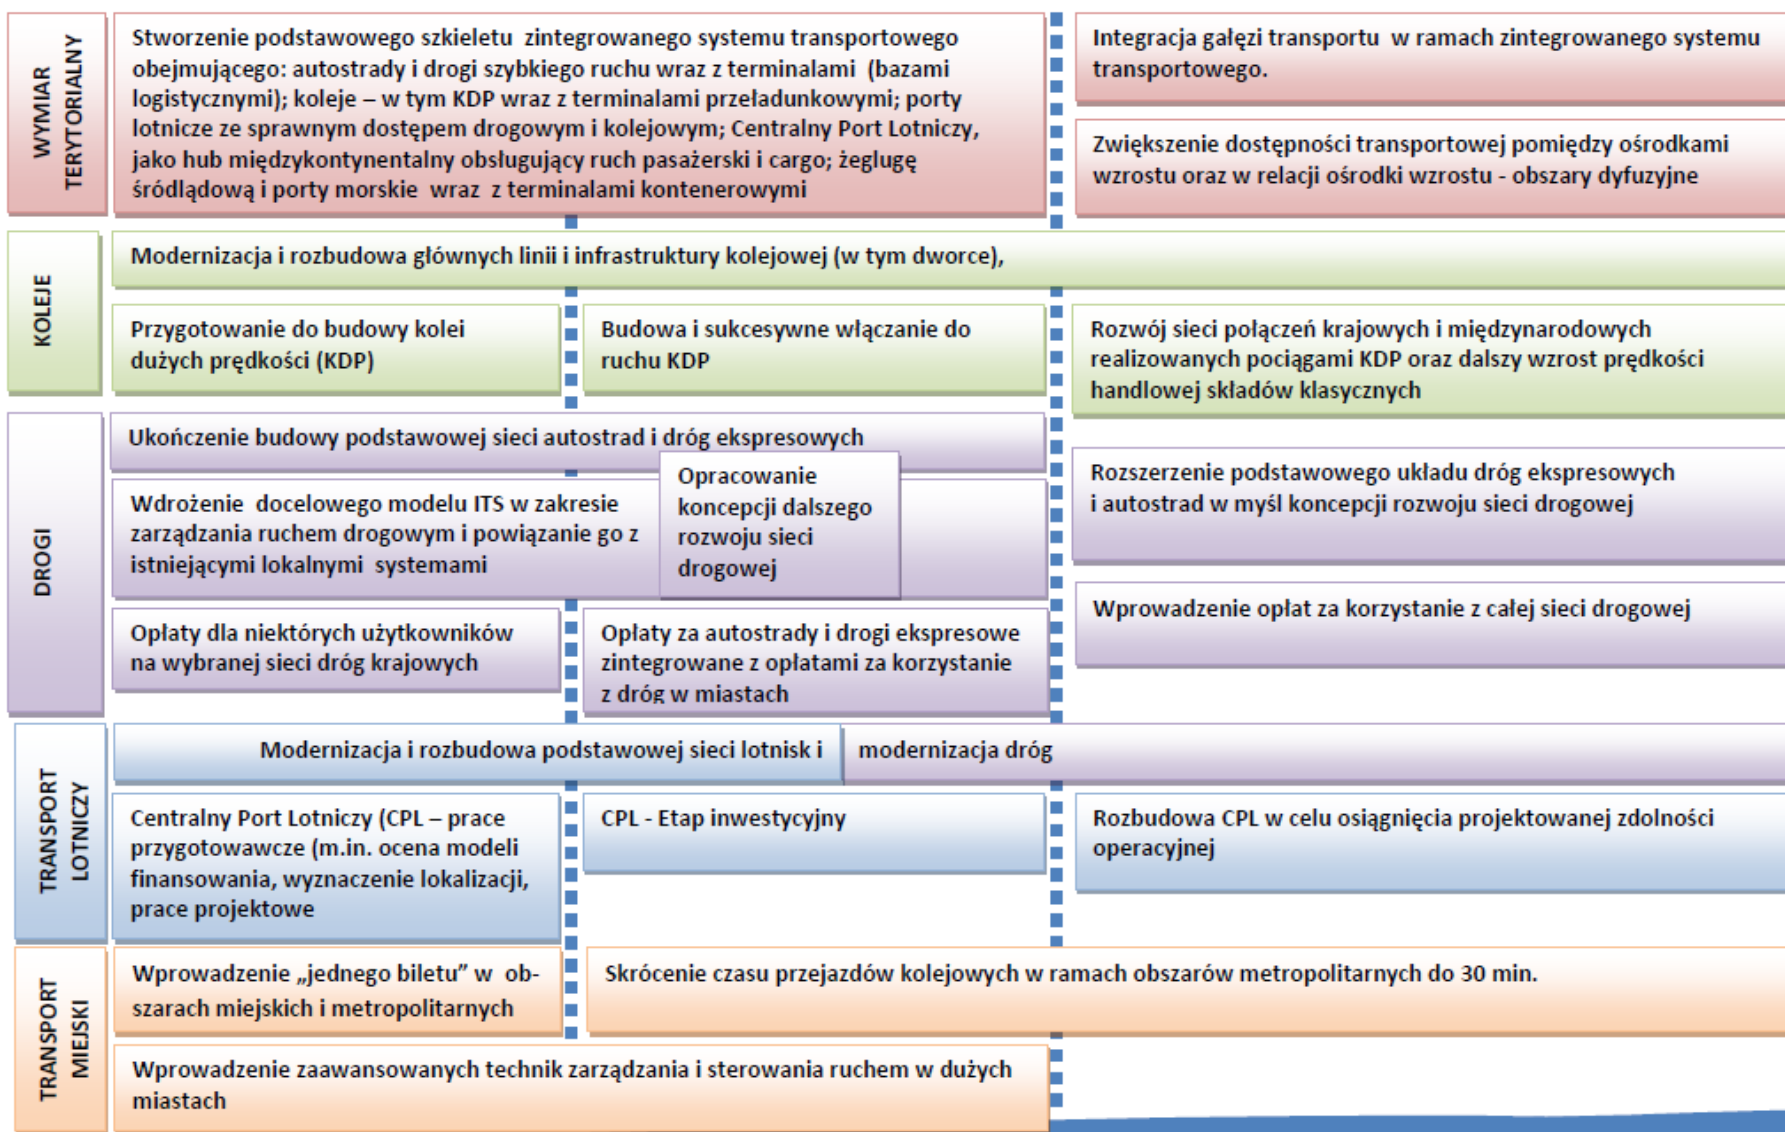 WYMIAR
TERYTORIALNY
Stworzenie podstawowego szkieletu zintegrowanego systemu transportowego
obejmującego: autostrady i drogi szybkiego ruchu wraz z terminalami (bazami
logistycznymi); koleje – w tym KDP wraz z terminalami przeładunkowymi; porty
lotnicze ze sprawnym dostępem drogowym i kolejowym; Centralny Port Lotniczy,
jako hub międzykontynentalny obsługujący ruch pasażerski i cargo; żeglugę
śródlądową i porty morskie wraz z terminalami kontenerowymi
Integracja gałęzi transportu w ramach zintegrowanego systemu
transportowego.
Zwiększenie dostępności transportowej pomiędzy ośrodkami
wzrostu oraz w relacji ośrodki wzrostu - obszary dyfuzyjne
KOLEJE
Modernizacja i rozbudowa głównych linii i infrastruktury kolejowej (w tym dworce),
Przygotowanie do budowy kolei
dużych prędkości (KDP)
Budowa i sukcesywne włączanie do
ruchu KDP
Rozwój sieci połączeń krajowych i międzynarodowych
realizowanych pociągami KDP oraz dalszy wzrost prędkości
handlowej składów klasycznych
DROGI
Ukończenie budowy podstawowej sieci autostrad i dróg ekspresowych
Wdrożenie docelowego modelu ITS w zakresie
zarządzania ruchem drogowym i powiązanie go z
istniejącymi lokalnymi systemami
Opracowanie
koncepcji dalszego
rozwoju sieci
drogowej
Rozszerzenie podstawowego układu dróg ekspresowych
i autostrad w myśl koncepcji rozwoju sieci drogowej
Opłaty dla niektórych użytkowników
na wybranej sieci dróg krajowych
Opłaty za autostrady i drogi ekspresowe
zintegrowane z opłatami za korzystanie
z dróg w miastach
Wprowadzenie opłat za korzystanie z całej sieci drogowej
TRANSPORT
LOTNICZY
Modernizacja i rozbudowa podstawowej sieci lotnisk i modernizacja dróg
Centralny Port Lotniczy (CPL – prace
przygotowawcze (m.in. ocena modeli
finansowania, wyznaczenie lokalizacji,
prace projektowe
CPL - Etap inwestycyjny
Rozbudowa CPL w celu osiągnięcia projektowanej zdolności
operacyjnej
TRANSPORT
MIEJSKI
Wprowadzenie „jednego biletu” w ob-
szarach miejskich i metropolitarnych
Skrócenie czasu przejazdów kolejowych w ramach obszarów metropolitarnych do 30 min.
Wprowadzenie zaawansowanych technik zarządzania i sterowania ruchem w dużych
miastach